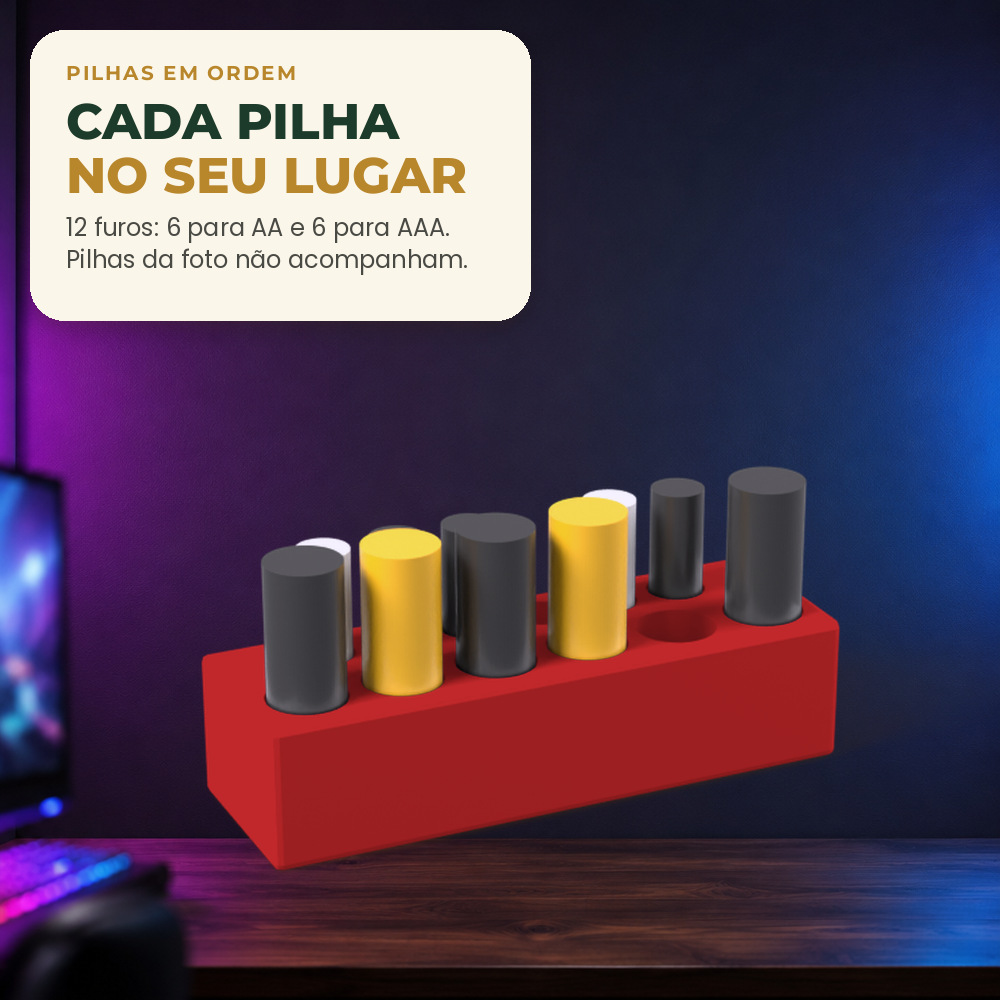 PILHAS EM ORDEM
CADA PILHA
NO SEU LUGAR
12 furos: 6 para AA e 6 para AAA.
Pilhas da foto não acompanham.